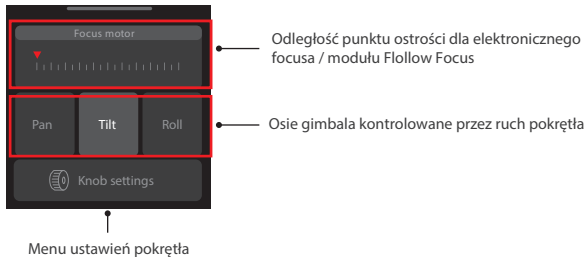 Focus motor
Odległość punktu ostrości dla elektronicznego
focusa / modułu Flollow Focus
Pan
Tilt
Roll
Osie gimbala kontrolowane przez ruch pokrętła
Knob settings
Menu ustawień pokrętła